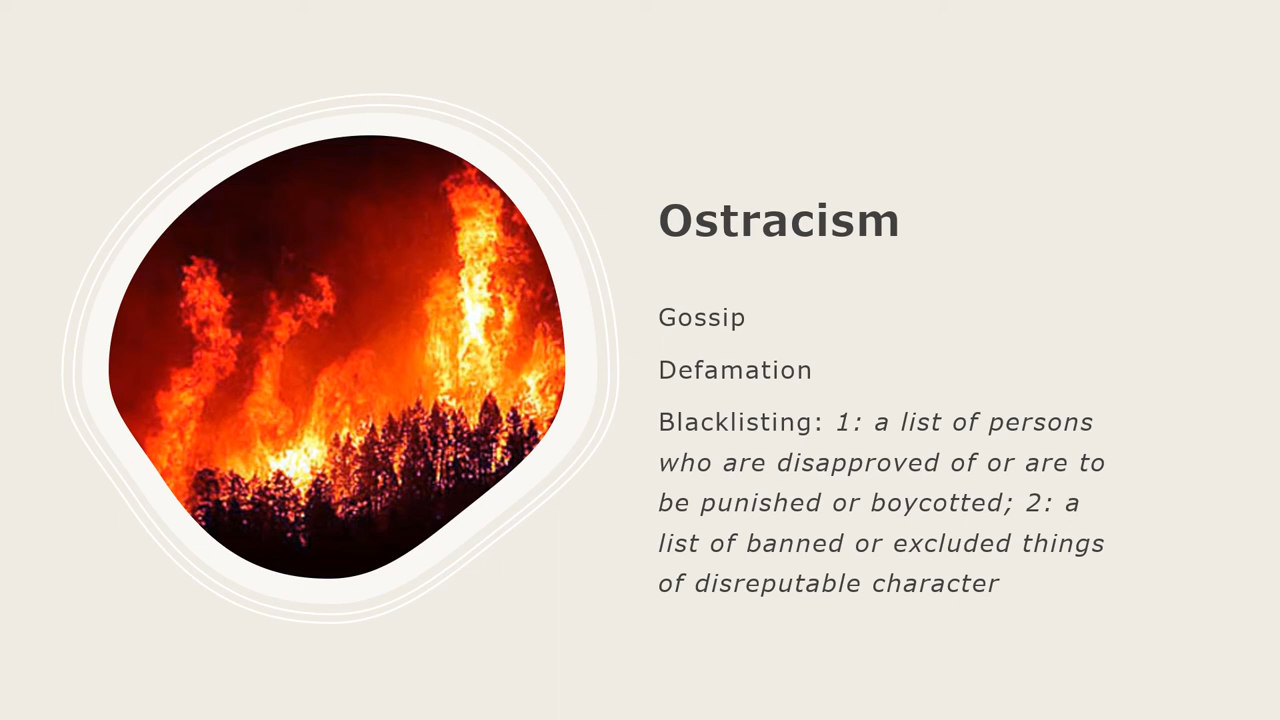 Ostracism
Gossip
Defamation
Blacklisting: 1: a list of persons
who are disapproved of or are to
be punished or boycotted; 2: a
list of banned or excluded things
of disreputable character